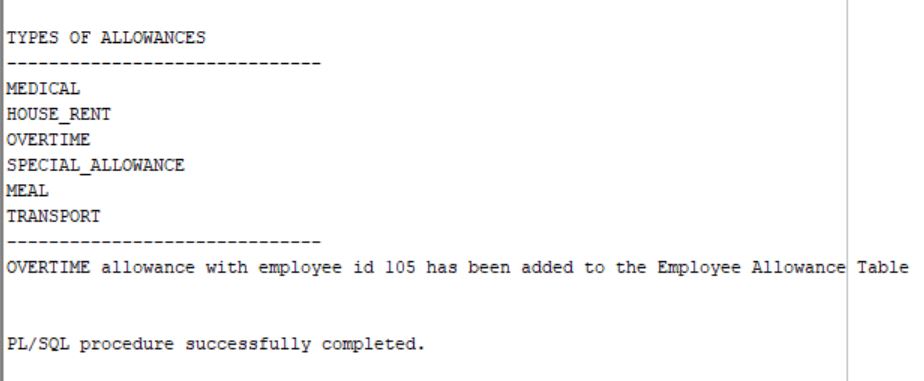 TYPES OF ALLOWANCES
------------------------------
MEDICAL
HOUSE_RENT
OVERTIME
SPECIAL_ALLOWANCE
MEAL
TRANSPORT
------------------------------
OVERTIME allowance with employee id 105 has been added to the Employee Allowance Table
PL/SQL procedure successfully completed.